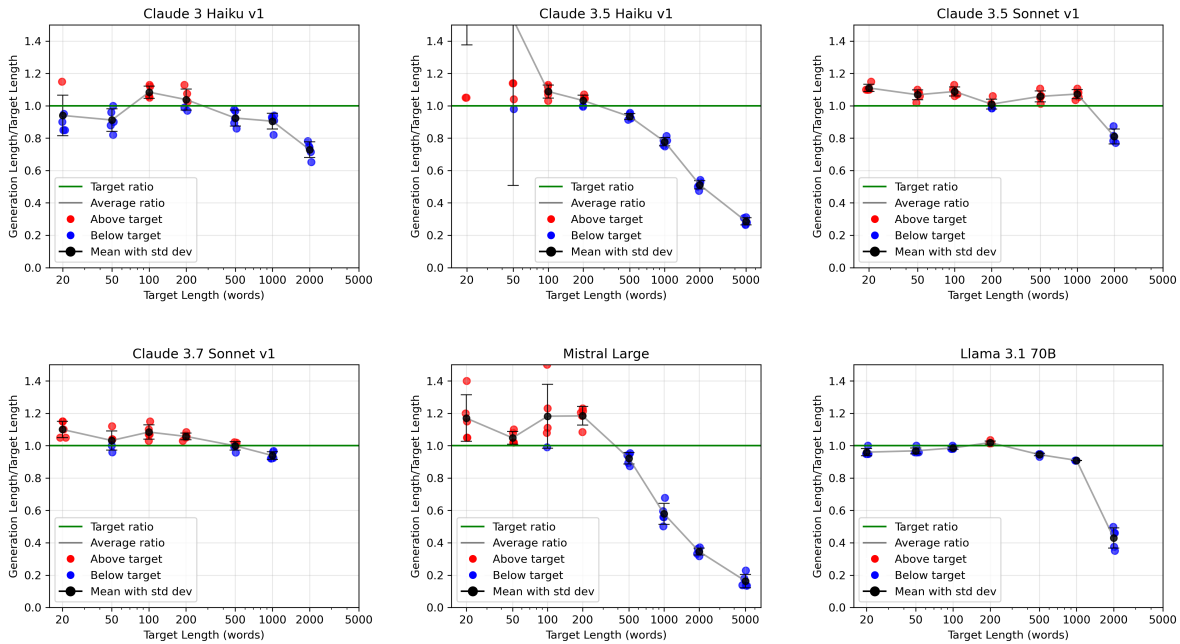 Claude 3 Haiku v1
Generation Length/Target Length
1.4
1.2
1.0
0.8
0.6
0.4
0.2
0.0
Target ratio
Average ratio
Above target
Below target
Mean with std dev
20 50 100 200 500 1000 2000 5000
Target Length (words)
Claude 3.5 Haiku v1
Generation Length/Target Length
1.4
1.2
1.0
0.8
0.6
0.4
0.2
0.0
Target ratio
Average ratio
Above target
Below target
Mean with std dev
20 50 100 200 500 1000 2000 5000
Target Length (words)
Claude 3.5 Sonnet v1
Generation Length/Target Length
1.4
1.2
1.0
0.8
0.6
0.4
0.2
0.0
Target ratio
Average ratio
Above target
Below target
Mean with std dev
20 50 100 200 500 1000 2000 5000
Target Length (words)
Claude 3.7 Sonnet v1
Generation Length/Target Length
1.4
1.2
1.0
0.8
0.6
0.4
0.2
0.0
Target ratio
Average ratio
Above target
Below target
Mean with std dev
20 50 100 200 500 1000 2000 5000
Target Length (words)
Mistral Large
Generation Length/Target Length
1.4
1.2
1.0
0.8
0.6
0.4
0.2
0.0
Target ratio
Average ratio
Above target
Below target
Mean with std dev
20 50 100 200 500 1000 2000 5000
Target Length (words)
Llama 3.1 70B
Generation Length/Target Length
1.4
1.2
1.0
0.8
0.6
0.4
0.2
0.0
Target ratio
Average ratio
Above target
Below target
Mean with std dev
20 50 100 200 500 1000 2000 5000
Target Length (words)